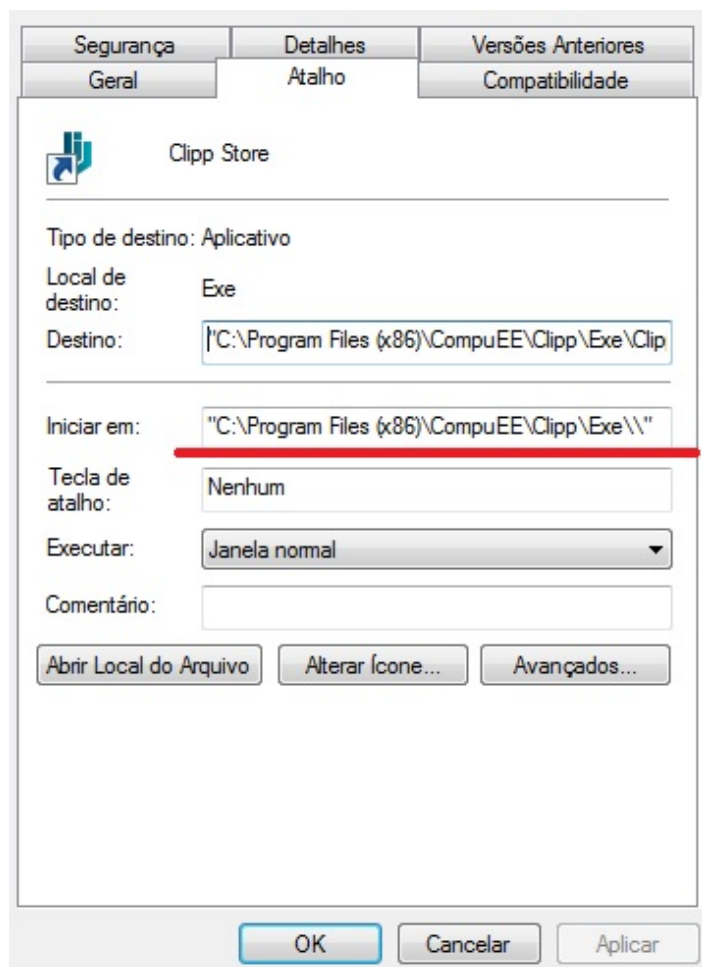 Segurança Detalhes Versões Anteriores
Geral Atalho Compatibilidade
Clipp Store
Tipo de destino: Aplicativo
Local de destino: Exe
Destino: "C:\Program Files (x86)\CompuEE\Clipp\Exe\Clip
Iniciar em: "C:\Program Files (x86)\CompuEE\Clipp\Exe\\"
Tecla de atalho: Nenhum
Executar: Janela normal
Comentário:
Abrir Local do Arquivo Alterar Ícone... Avançados...
OK Cancelar Aplicar